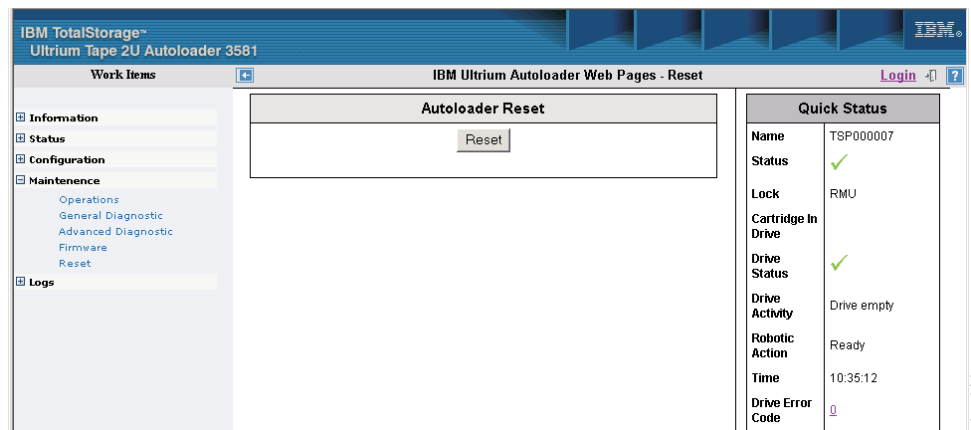 IBM TotalStorage™
Ultrium Tape 2U Autoloader 3581
IBM®
Work Items
IBM Ultrium Autoloader Web Pages - Reset
Login
?
Information
Status
Configuration
Maintenence
Operations
General Diagnostic
Advanced Diagnostic
Firmware
Reset
Logs
Autoloader Reset
Reset
Quick Status
Name TSP000007
Status
Lock RMU
Cartridge In
Drive
Drive
Status
Drive
Activity Drive empty
Robotic
Action Ready
Time 10:35:12
Drive Error
Code 0